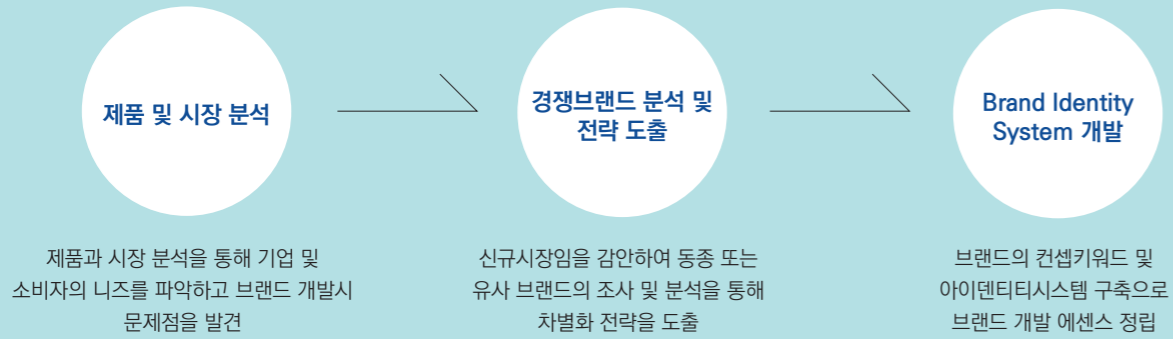 제품 및 시장 분석
경쟁브랜드 분석 및
전략 도출
Brand Identity
System 개발
제품과 시장 분석을 통해 기업 및
소비자의 니즈를 파악하고 브랜드 개발시
문제점을 발견
신규시장임을 감안하여 동종 또는
유사 브랜드의 조사 및 분석을 통해
차별화 전략을 도출
브랜드의 컨셉키워드 및
아이덴티티시스템 구축으로
브랜드 개발 에센스 정립